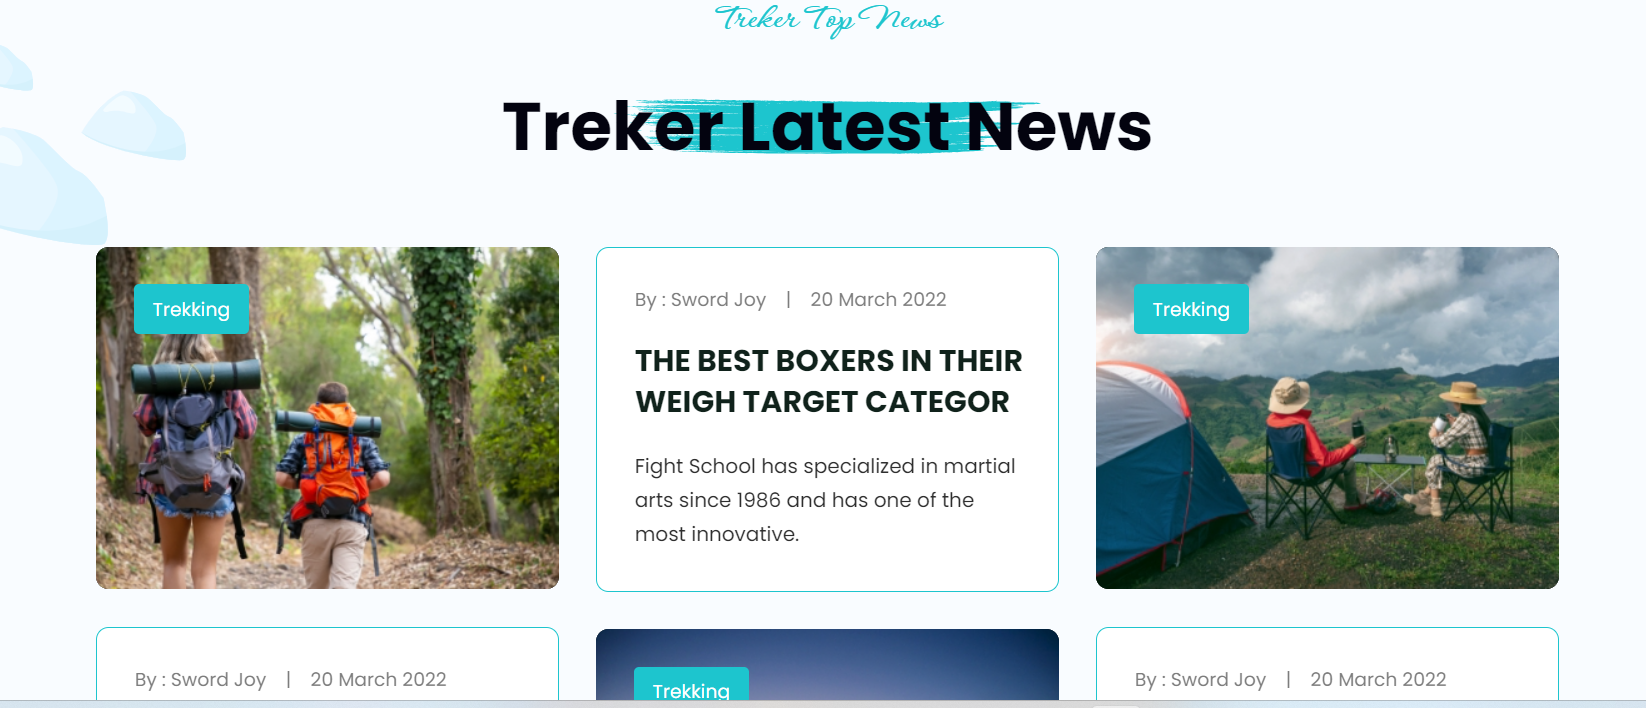 Treker Top News
Treker Latest News
Trekking
By : Sword Joy | 20 March 2022
THE BEST BOXERS IN THEIR
WEIGH TARGET CATEGOR
Fight School has specialized in martial
arts since 1986 and has one of the
most innovative.
Trekking
By : Sword Joy | 20 March 2022
Trekking
By : Sword Joy | 20 March 2022